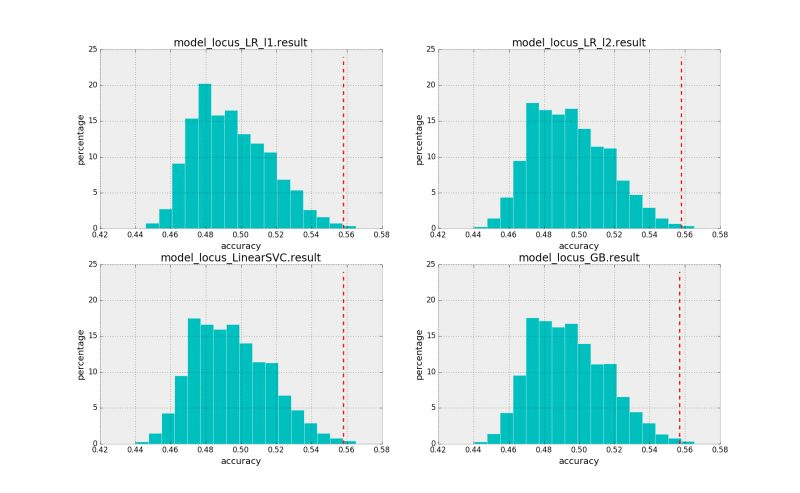 model_locus_LR_l1.result
25
20
15
10
5
0
percentage
0.42 0.44 0.46 0.48 0.50 0.52 0.54 0.56 0.58
accuracy
model_locus_LR_l2.result
25
20
15
10
5
0
percentage
0.42 0.44 0.46 0.48 0.50 0.52 0.54 0.56 0.58
accuracy
model_locus_LinearSVC.result
25
20
15
10
5
0
percentage
0.42 0.44 0.46 0.48 0.50 0.52 0.54 0.56 0.58
accuracy
model_locus_GB.result
25
20
15
10
5
0
percentage
0.42 0.44 0.46 0.48 0.50 0.52 0.54 0.56 0.58
accuracy